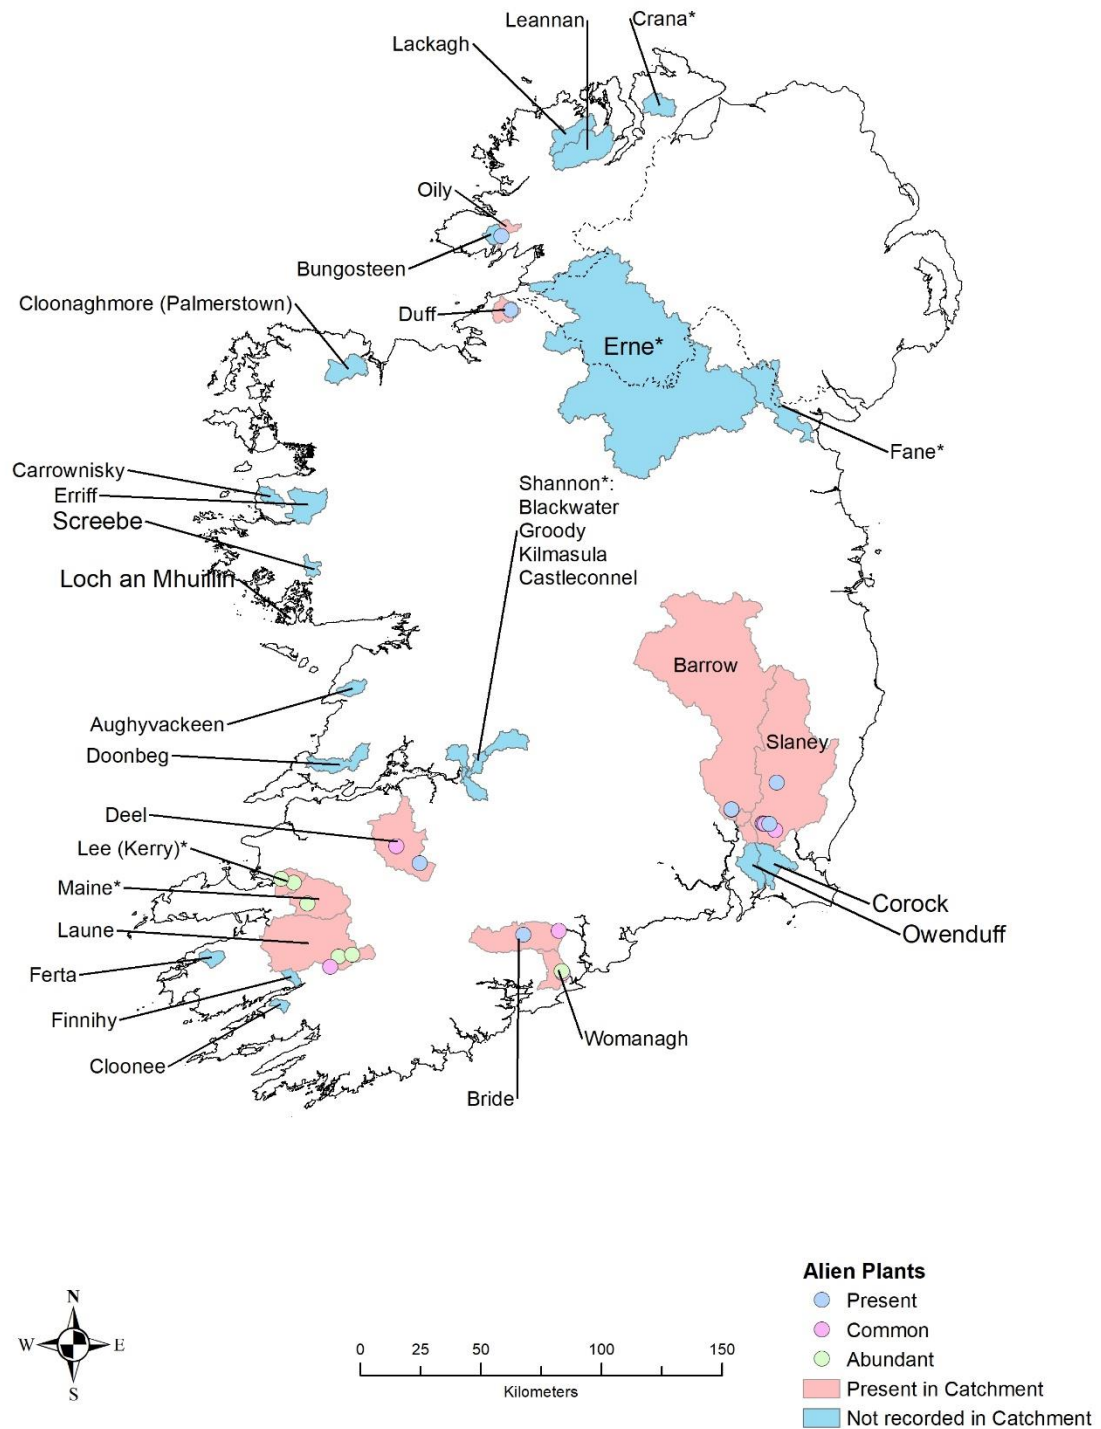 Leannan
Crana*
Lackagh
Oily
Bungosteen
Cloonaghmore (Palmerstown)
Duff
Erne*
Fane*
Carrownisky
Erriff
Screebe
Loch an Mhuillin
Shannon*:
Blackwater
Groody
Kilmasula
Castleconnel
Barrow
Aughyvackeen
Doonbeg
Slaney
Deel
Lee (Kerry)*
Maine*
Laune
Ferta
Finnihy
Cloonee
Corock
Owenduff
Womanagh
Bride
N
W
E
S
0 25 50 100 150
Kilometers
Alien Plants
Present
Common
Abundant
Present in Catchment
Not recorded in Catchment